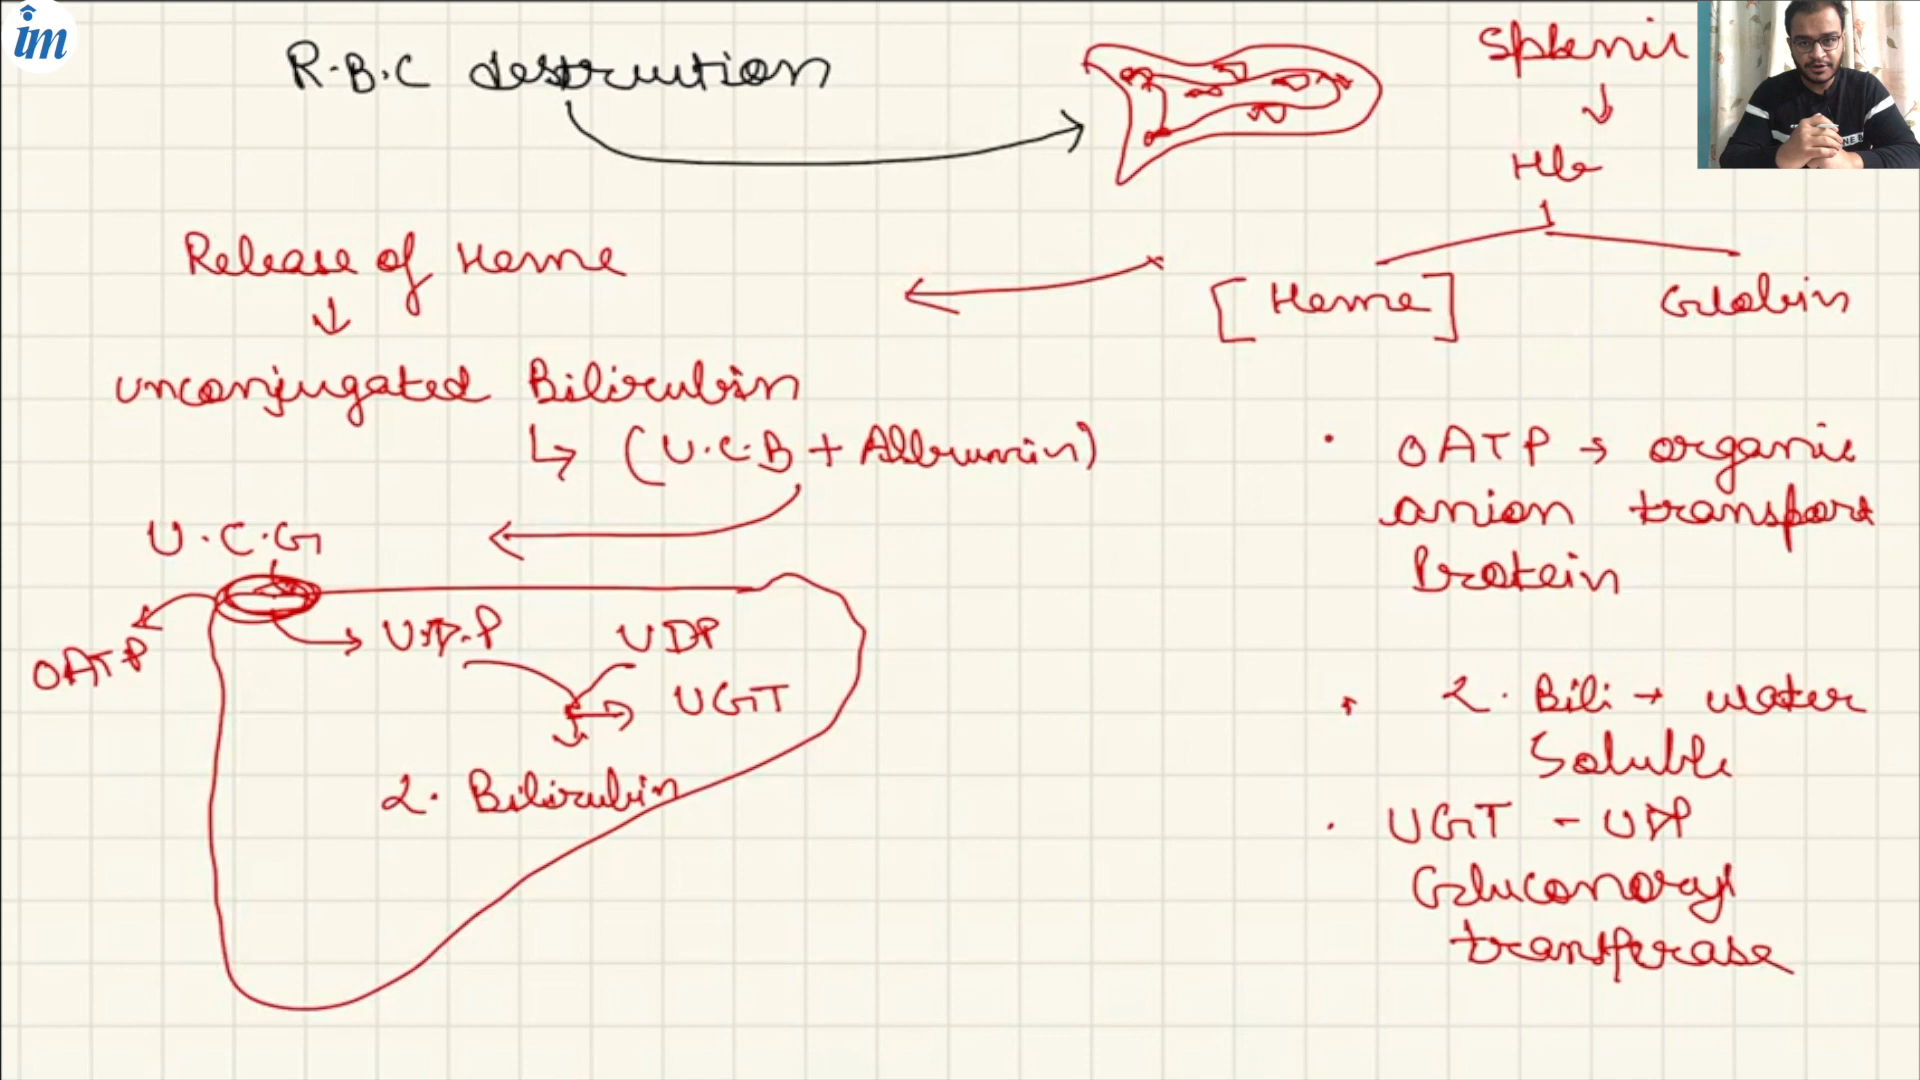 im
R.B.C destruction
Splenic
↓
Hb
Release of Heme
[Heme]
Globin
↓
unconjugated Bilirubin
↳ (U.C.B + Albumin)
• OATP → organic
anion transport
Protein
U.C.G
OATP
U.D.P
UDP
UGT
2. Bilirubin
2. Bili → water
Soluble
• UGT - UDP
Gluconoryl
transferase